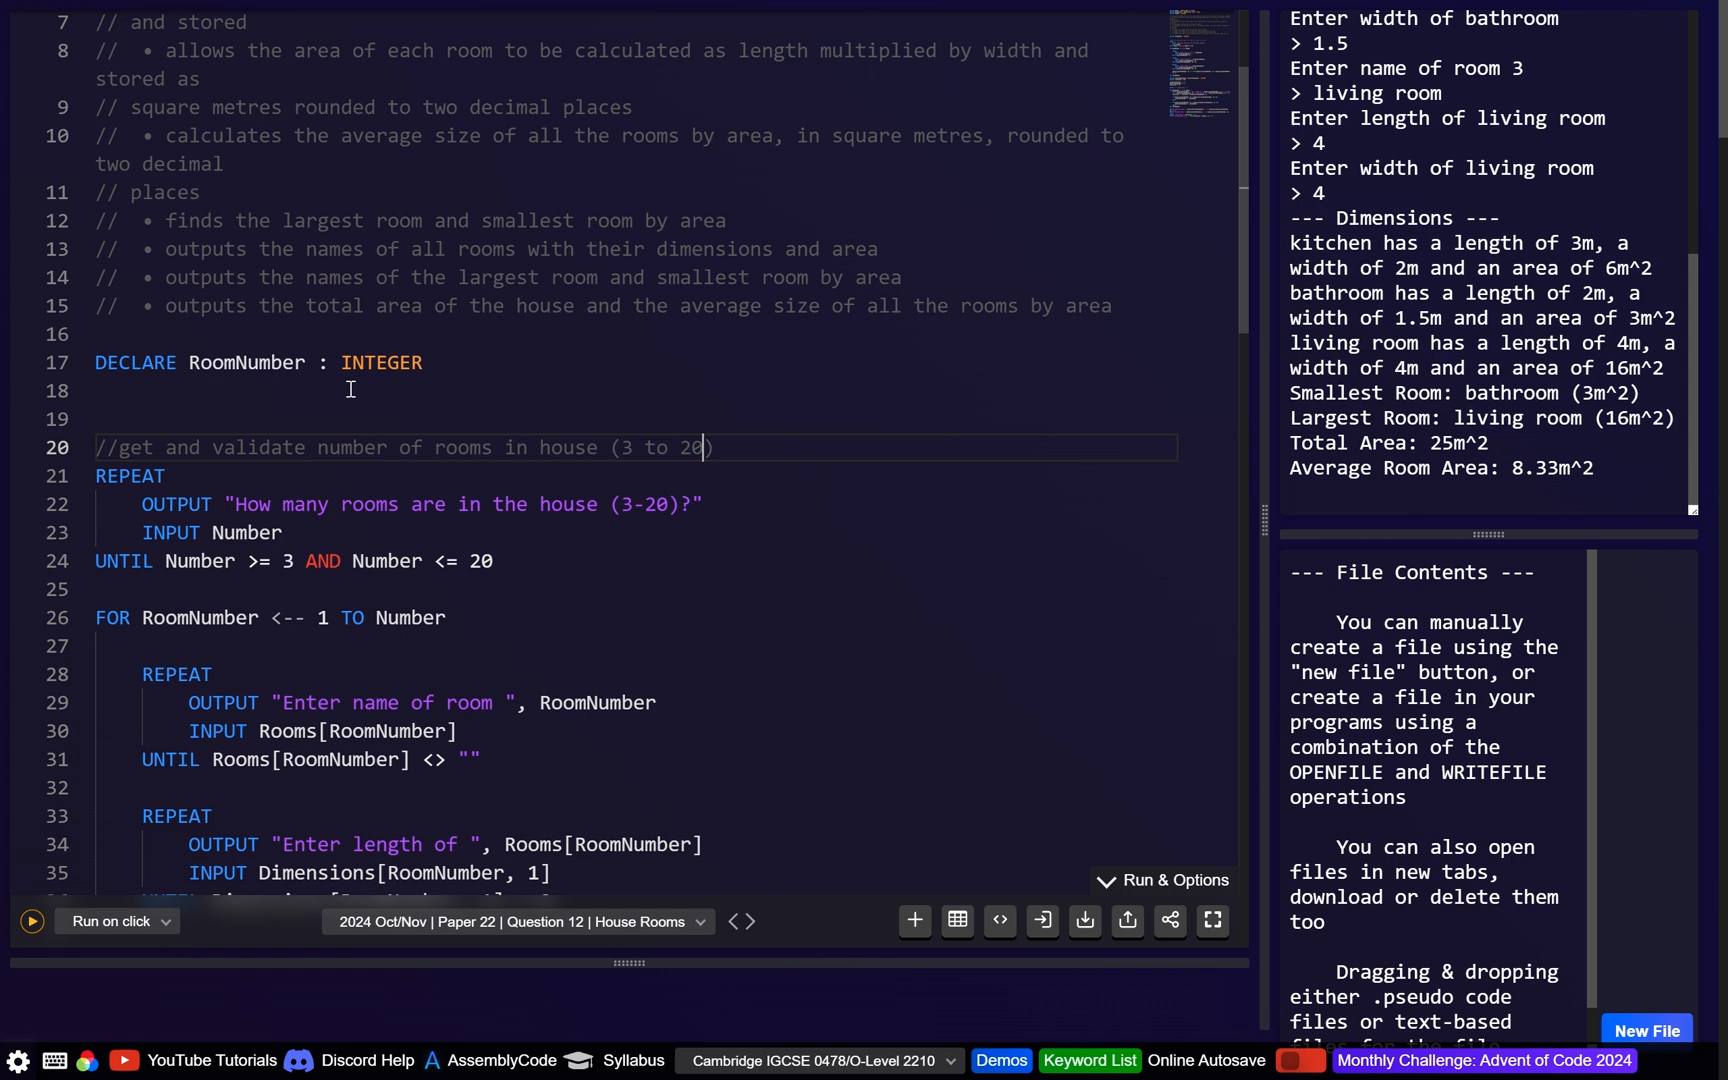 7 // and stored
8 // • allows the area of each room to be calculated as length multiplied by width and
stored as
9 // square metres rounded to two decimal places
10 // • calculates the average size of all the rooms by area, in square metres, rounded to
two decimal
11 // places
12 // • finds the largest room and smallest room by area
13 // • outputs the names of all rooms with their dimensions and area
14 // • outputs the names of the largest room and smallest room by area
15 // • outputs the total area of the house and the average size of all the rooms by area
16
17 DECLARE RoomNumber : INTEGER
18
19
20 //get and validate number of rooms in house (3 to 20)
21 REPEAT
22 OUTPUT "How many rooms are in the house (3-20)?"
23 INPUT Number
24 UNTIL Number >= 3 AND Number <= 20
25
26 FOR RoomNumber <-- 1 TO Number
27
28 REPEAT
29 OUTPUT "Enter name of room ", RoomNumber
30 INPUT Rooms[RoomNumber]
31 UNTIL Rooms[RoomNumber] <> ""
32
33 REPEAT
34 OUTPUT "Enter length of ", Rooms[RoomNumber]
35 INPUT Dimensions[RoomNumber, 1]
Run & Options
Run on click
2024 Oct/Nov | Paper 22 | Question 12 | House Rooms
Enter width of bathroom
> 1.5
Enter name of room 3
> living room
Enter length of living room
> 4
Enter width of living room
> 4
--- Dimensions ---
kitchen has a length of 3m, a
width of 2m and an area of 6m^2
bathroom has a length of 2m, a
width of 1.5m and an area of 3m^2
living room has a length of 4m, a
width of 4m and an area of 16m^2
Smallest Room: bathroom (3m^2)
Largest Room: living room (16m^2)
Total Area: 25m^2
Average Room Area: 8.33m^2
--- File Contents ---
You can manually
create a file using the
"new file" button, or
create a file in your
programs using a
combination of the
OPENFILE and WRITEFILE
operations
You can also open
files in new tabs,
download or delete them
too
Dragging & dropping
either .pseudo code
files or text-based
New File
YouTube Tutorials
Discord Help
AssemblyCode
Syllabus
Cambridge IGCSE 0478/O-Level 2210
Demos
Keyword List
Online Autosave
Monthly Challenge: Advent of Code 2024